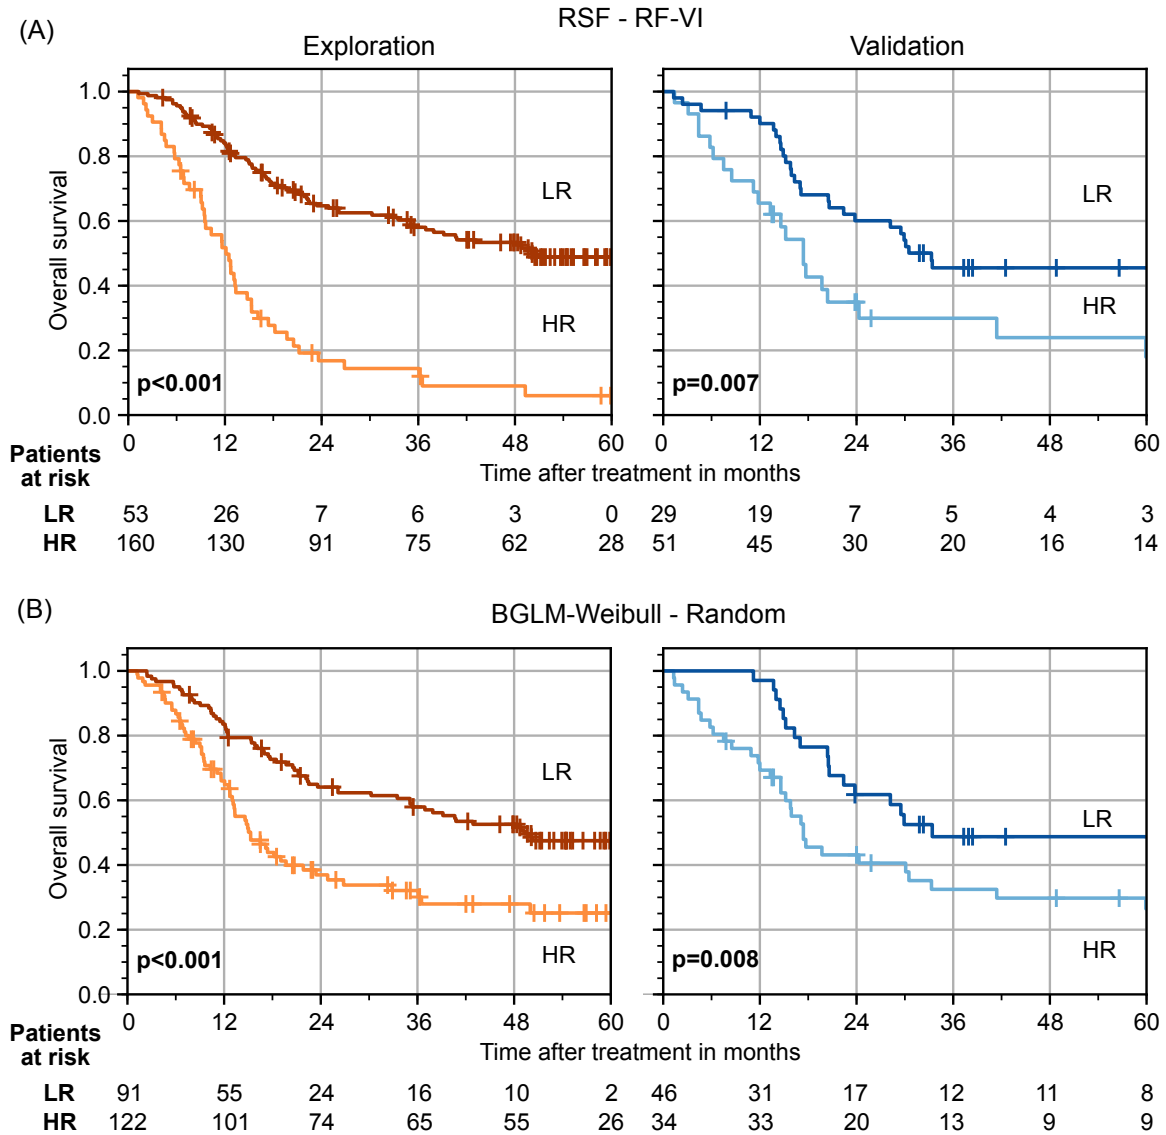 (A)
RSF - RF-VI
Exploration
Validation
Overall survival
1.0
0.8
0.6
0.4
0.2
0.0
LR
HR
p<0.001
LR
HR
p=0.007
0 12 24 36 48 60
0 12 24 36 48 60
Time after treatment in months
Patients
at risk
LR 53 26 7 6 3 0 29 19 7 5 4 3
HR 160 130 91 75 62 28 51 45 30 20 16 14
(B)
BGLM-Weibull - Random
Overall survival
1.0
0.8
0.6
0.4
0.2
0.0
LR
HR
p<0.001
LR
HR
p=0.008
0 12 24 36 48 60
0 12 24 36 48 60
Time after treatment in months
Patients
at risk
LR 91 55 24 16 10 2 46 31 17 12 11 8
HR 122 101 74 65 55 26 34 33 20 13 9 9